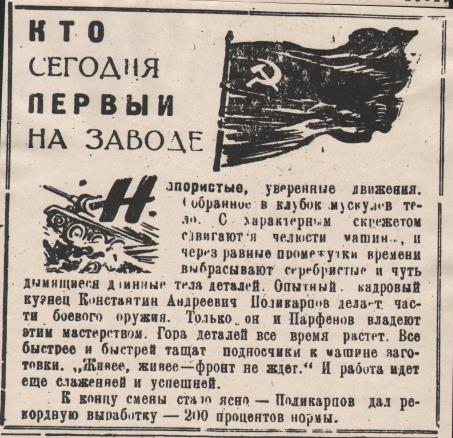 КТО
СЕГОДНЯ
ПЕРВЫЙ
НА ЗАВОДЕ
Напористые, уверенные движения.
Собранное в клубок мускулов те-
ло. С характерным скрежетом
сдвигаются челюсти машины, и
через равные промежутки времени
выбрасывают серебристые и чуть
дымящиеся длинные тела деталей. Опытный кадровый
кузнец Константин Андреевич Поликарпов делает части
боевого оружия. Только он и Парфенов владеют
этим мастерством. Гора деталей все время растет. Все
быстрее и быстрей тащат подносчики к машине заго-
товки. „Живее, живее—фронт не ждет.“ И работа идет
еще слаженней и успешней.
К концу смены стало ясно — Поликарпов дал ре-
кордную выработку — 200 процентов нормы.